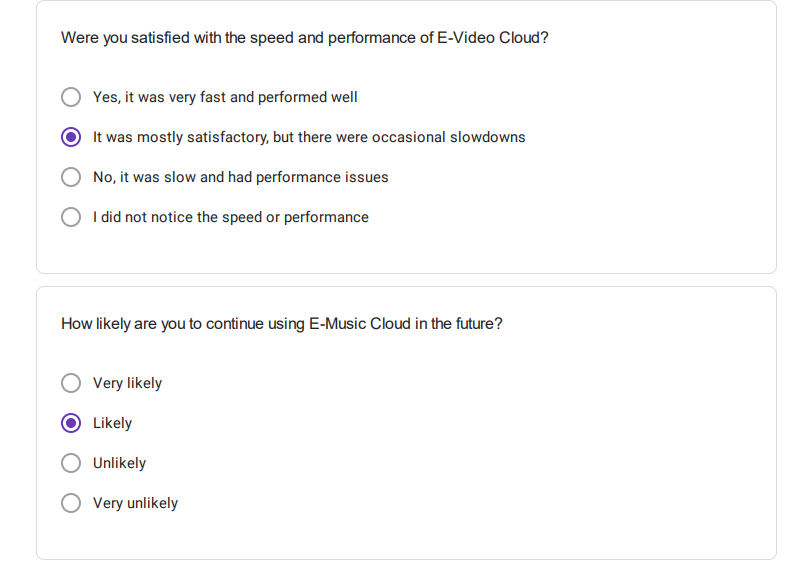 Were you satisfied with the speed and performance of E-Video Cloud?
Yes, it was very fast and performed well
It was mostly satisfactory, but there were occasional slowdowns
No, it was slow and had performance issues
I did not notice the speed or performance
How likely are you to continue using E-Music Cloud in the future?
Very likely
Likely
Unlikely
Very unlikely